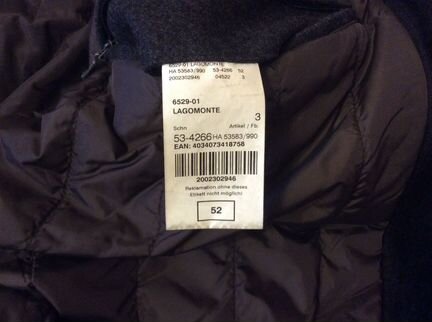 6529-01 LAGOMONTE
HA 53583/990 53-4266 52
2002302946 04522 3
6529-01
LAGOMONTE
3
Schn Artikel / Fb.
53-4266 HA 53583/990
EAN: 4034073418758
2002302946
Reklamation ohne dieses
Etikett nicht möglich!
52